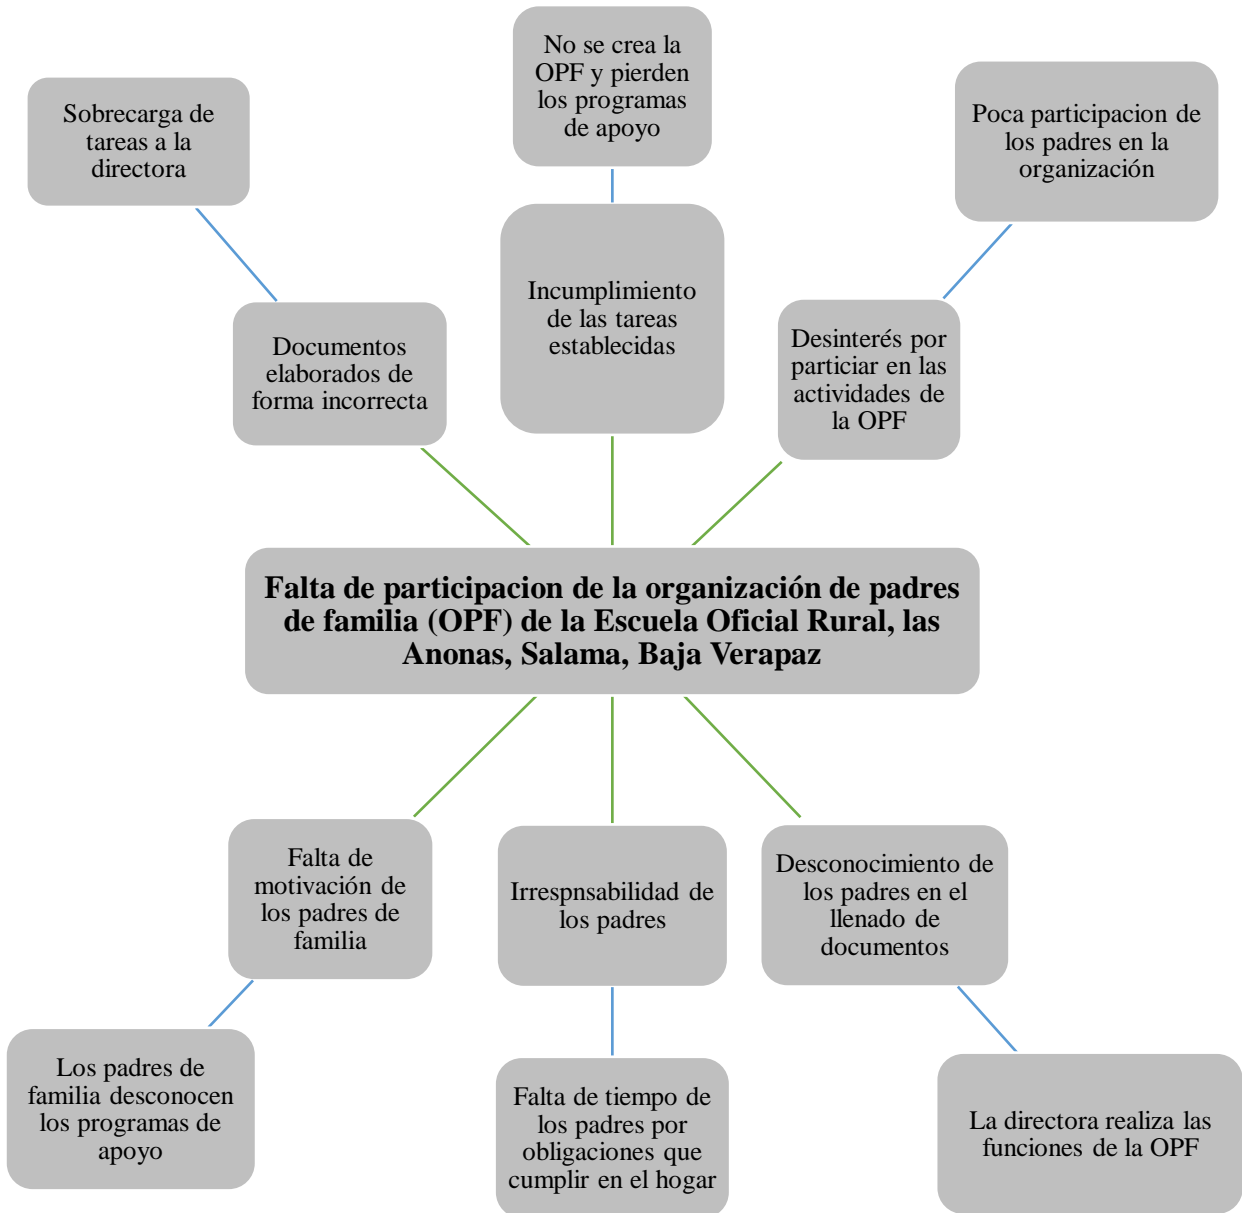 No se crea la
OPF y pierden
los programas
de apoyo
Sobrecarga de
tareas a la
directora
Poca participacion de
los padres en la
organización
Incumplimiento
de las tareas
establecidas
Documentos
elaborados de
forma incorrecta
Desinterés por
particiar en las
actividades de
la OPF
Falta de participacion de la organización de padres
de familia (OPF) de la Escuela Oficial Rural, las
Anonas, Salama, Baja Verapaz
Falta de
motivación de
los padres de
familia
Irrespnsabilidad de
los padres
Desconocimiento de
los padres en el
llenado de
documentos
Los padres de
familia desconocen
los programas de
apoyo
Falta de tiempo de
los padres por
obligaciones que
cumplir en el hogar
La directora realiza las
funciones de la OPF